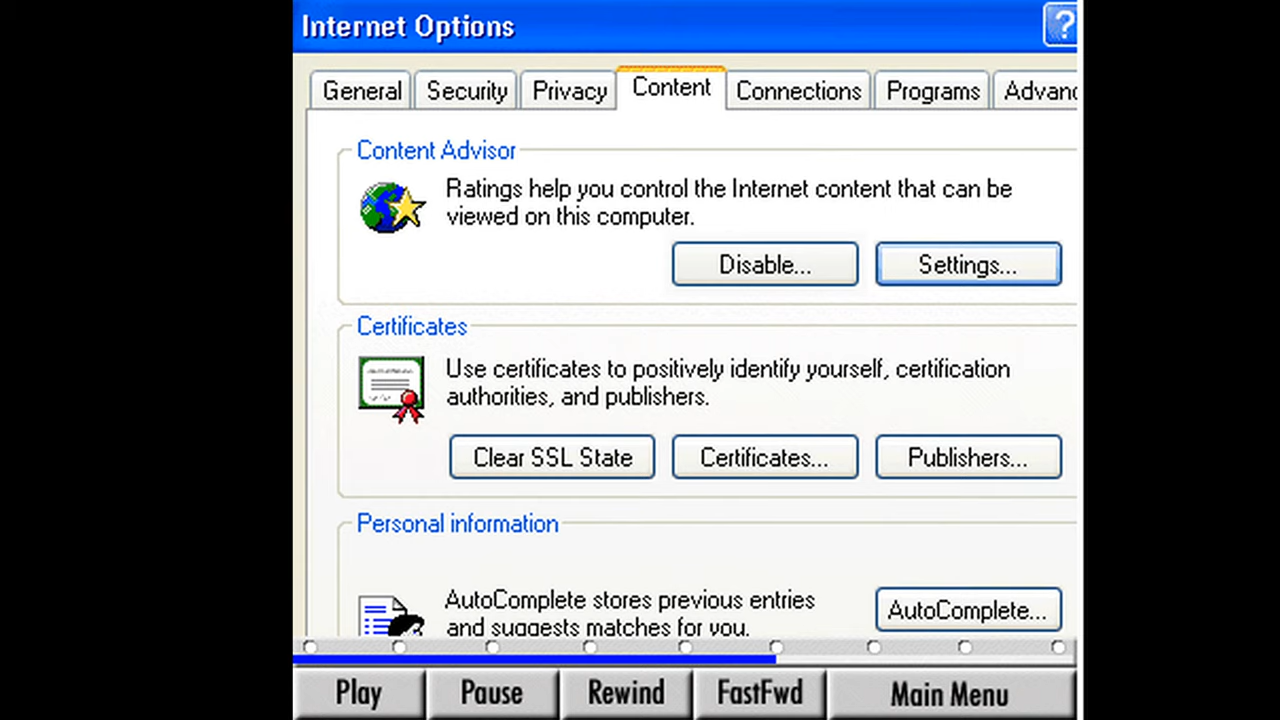 Internet Options
?
General Security Privacy Content Connections Programs Advanc
Content Advisor
Ratings help you control the Internet content that can be
viewed on this computer.
Disable... Settings...
Certificates
Use certificates to positively identify yourself, certification
authorities, and publishers.
Clear SSL State Certificates... Publishers...
Personal information
AutoComplete stores previous entries
and suggests matches for you.
AutoComplete...
Play Pause Rewind FastFwd Main Menu